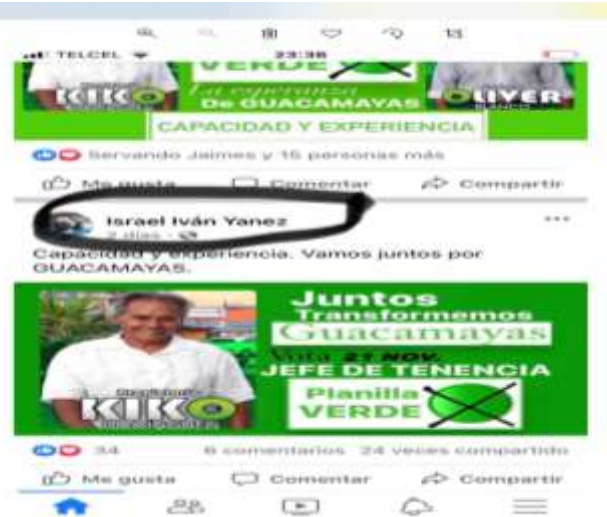 TELCEL 23:36
VERDE
KIKO La esperanza OLIVER
De GUACAMAYAS
CAPACIDAD Y EXPERIENCIA
Servando Jaimes y 15 personas más
Me gusta Comentar Compartir
Israel Iván Yanez
2 días
Capacidad y experiencia. Vamos juntos por
GUACAMAYAS.
Juntos
Transformemos
Guacamayas
Vota 21 NOV.
JEFE DE TENENCIA
Planilla
VERDE
KIKO
34 6 comentarios 24 veces compartido
Me gusta Comentar Compartir